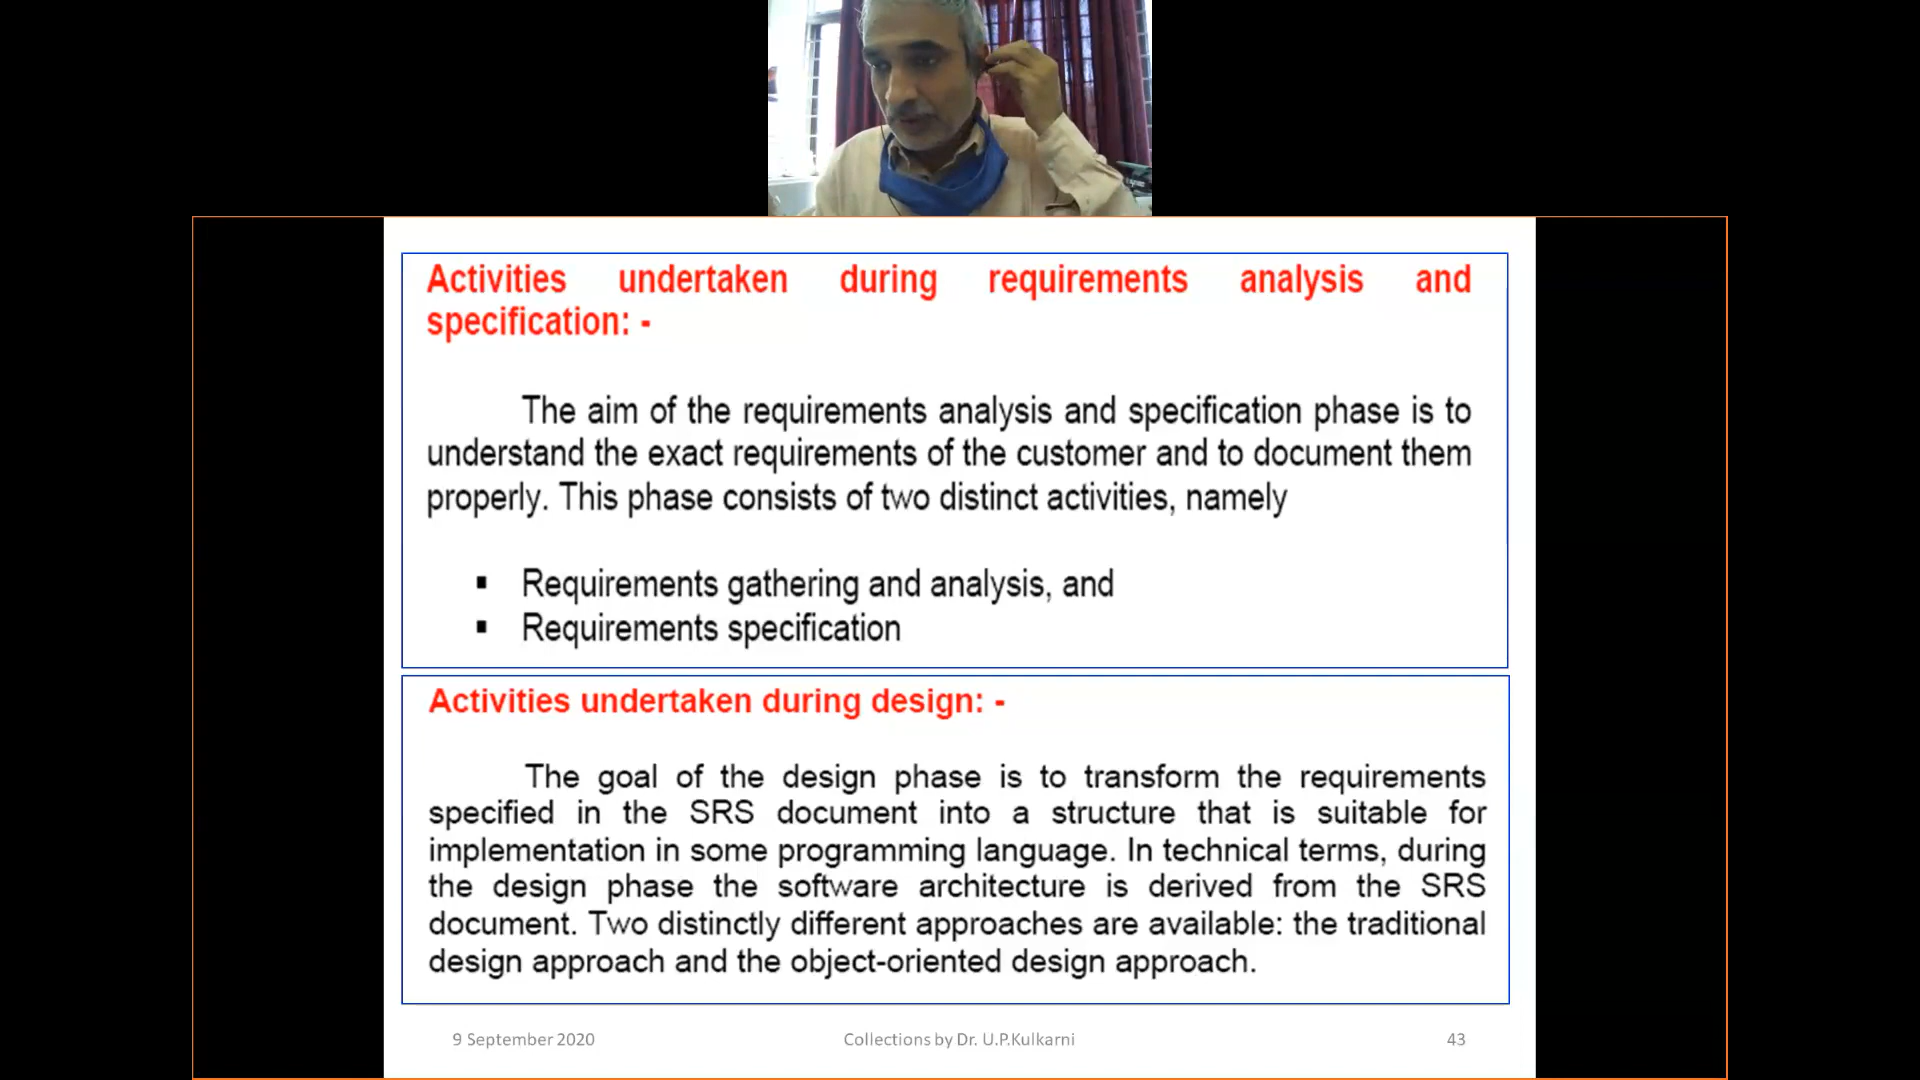 Activities undertaken during requirements analysis and
specification: -
The aim of the requirements analysis and specification phase is to
understand the exact requirements of the customer and to document them
properly. This phase consists of two distinct activities, namely
▪ Requirements gathering and analysis, and
▪ Requirements specification
Activities undertaken during design: -
The goal of the design phase is to transform the requirements
specified in the SRS document into a structure that is suitable for
implementation in some programming language. In technical terms, during
the design phase the software architecture is derived from the SRS
document. Two distinctly different approaches are available: the traditional
design approach and the object-oriented design approach.
9 September 2020 Collections by Dr. U.P.Kulkarni 43